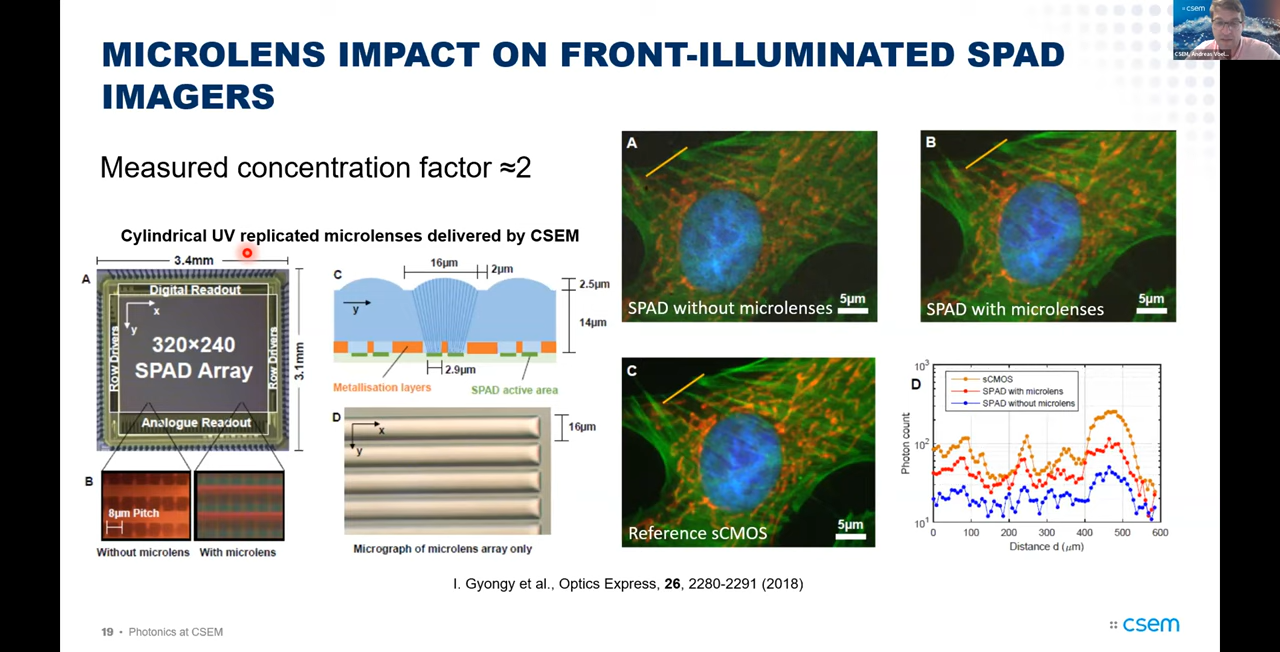 MICROLENS IMPACT ON FRONT-ILLUMINATED SPAD
IMAGERS
Measured concentration factor ≈2
Cylindrical UV replicated microlenses delivered by CSEM
A
3.4mm
Digital Readout
x
y
Row Drivers
320×240
SPAD Array
Row Drivers
3.1mm
Analogue Readout
B
8μm Pitch
Without microlens
With microlens
C
16μm
2μm
2.5μm
y
14μm
2.9μm
Metallisation layers
SPAD active area
D
x
y
16μm
Micrograph of microlens array only
A
SPAD without microlenses
5μm
B
SPAD with microlenses
5μm
C
Reference sCMOS
5μm
D
sCMOS
SPAD with microlens
SPAD without microlens
Photon count
10³
10²
10¹
0 100 200 300 400 500 600
Distance d (μm)
I. Gyongy et al., Optics Express, 26, 2280-2291 (2018)
19 • Photonics at CSEM
csem
csem
CSEM, Andreas Voel...